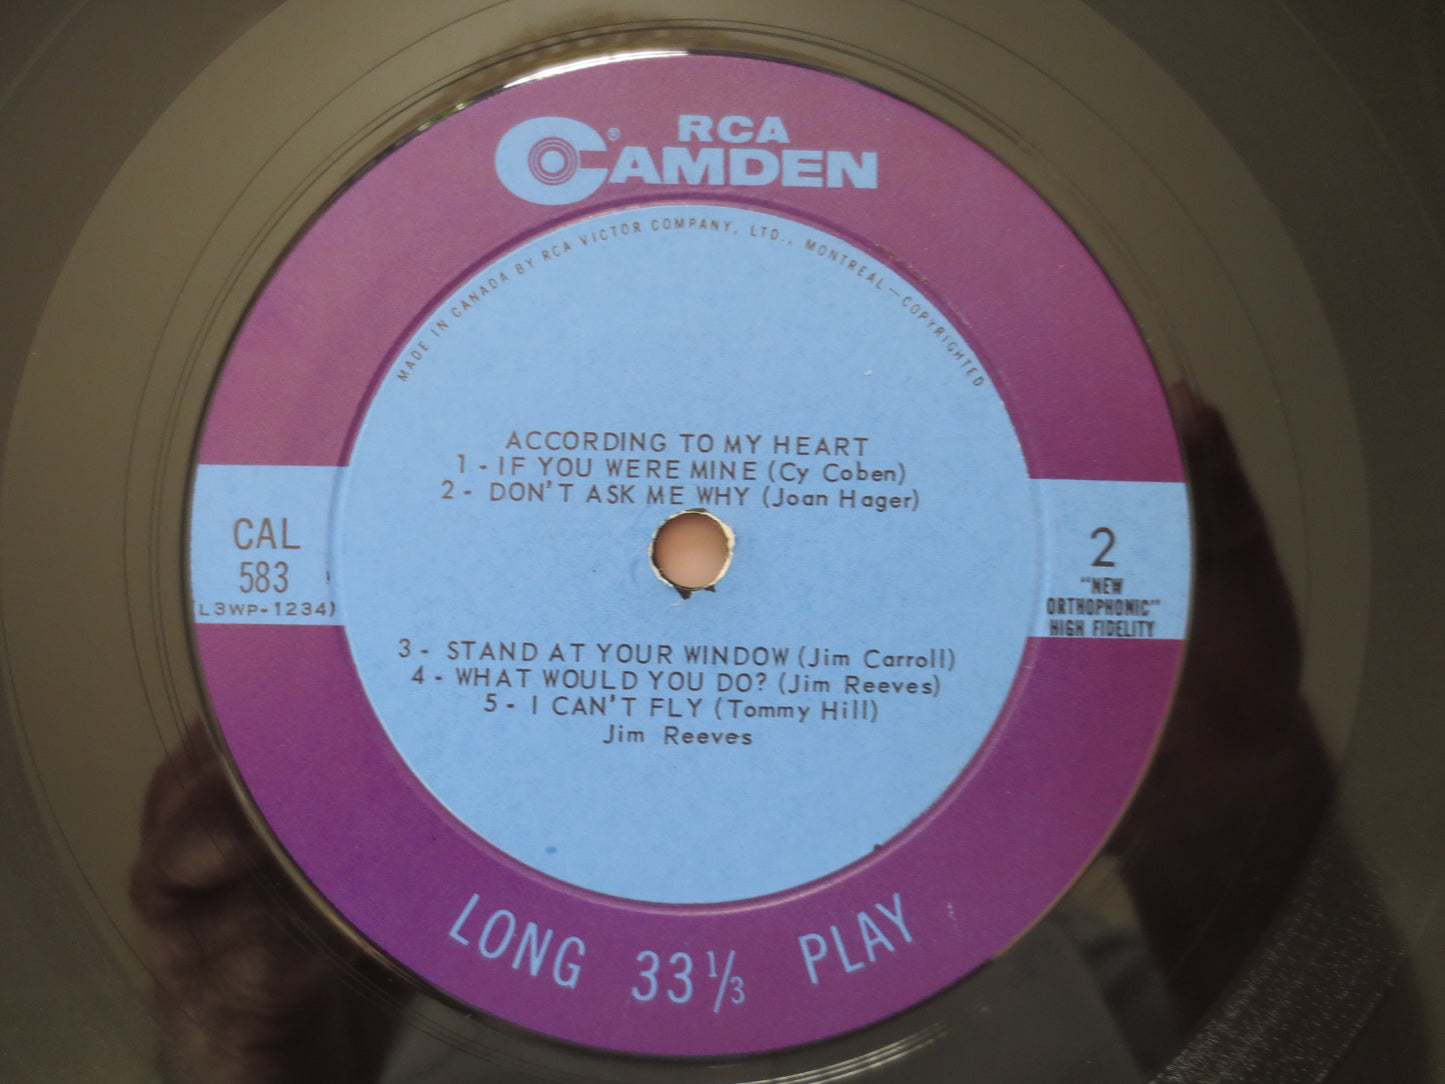 RCA
CAMDEN®
MADE IN CANADA BY RCA VICTOR COMPANY, LTD., MONTREAL—COPYRIGHTED
ACCORDING TO MY HEART
1 - IF YOU WERE MINE (Cy Coben)
2 - DON'T ASK ME WHY (Joan Hager)
CAL
583
(L3WP-1234)
2
"NEW
ORTHOPHONIC"
HIGH FIDELITY
3 - STAND AT YOUR WINDOW (Jim Carroll)
4 - WHAT WOULD YOU DO? (Jim Reeves)
5 - I CAN'T FLY (Tommy Hill)
Jim Reeves
LONG 33 1/3 PLAY